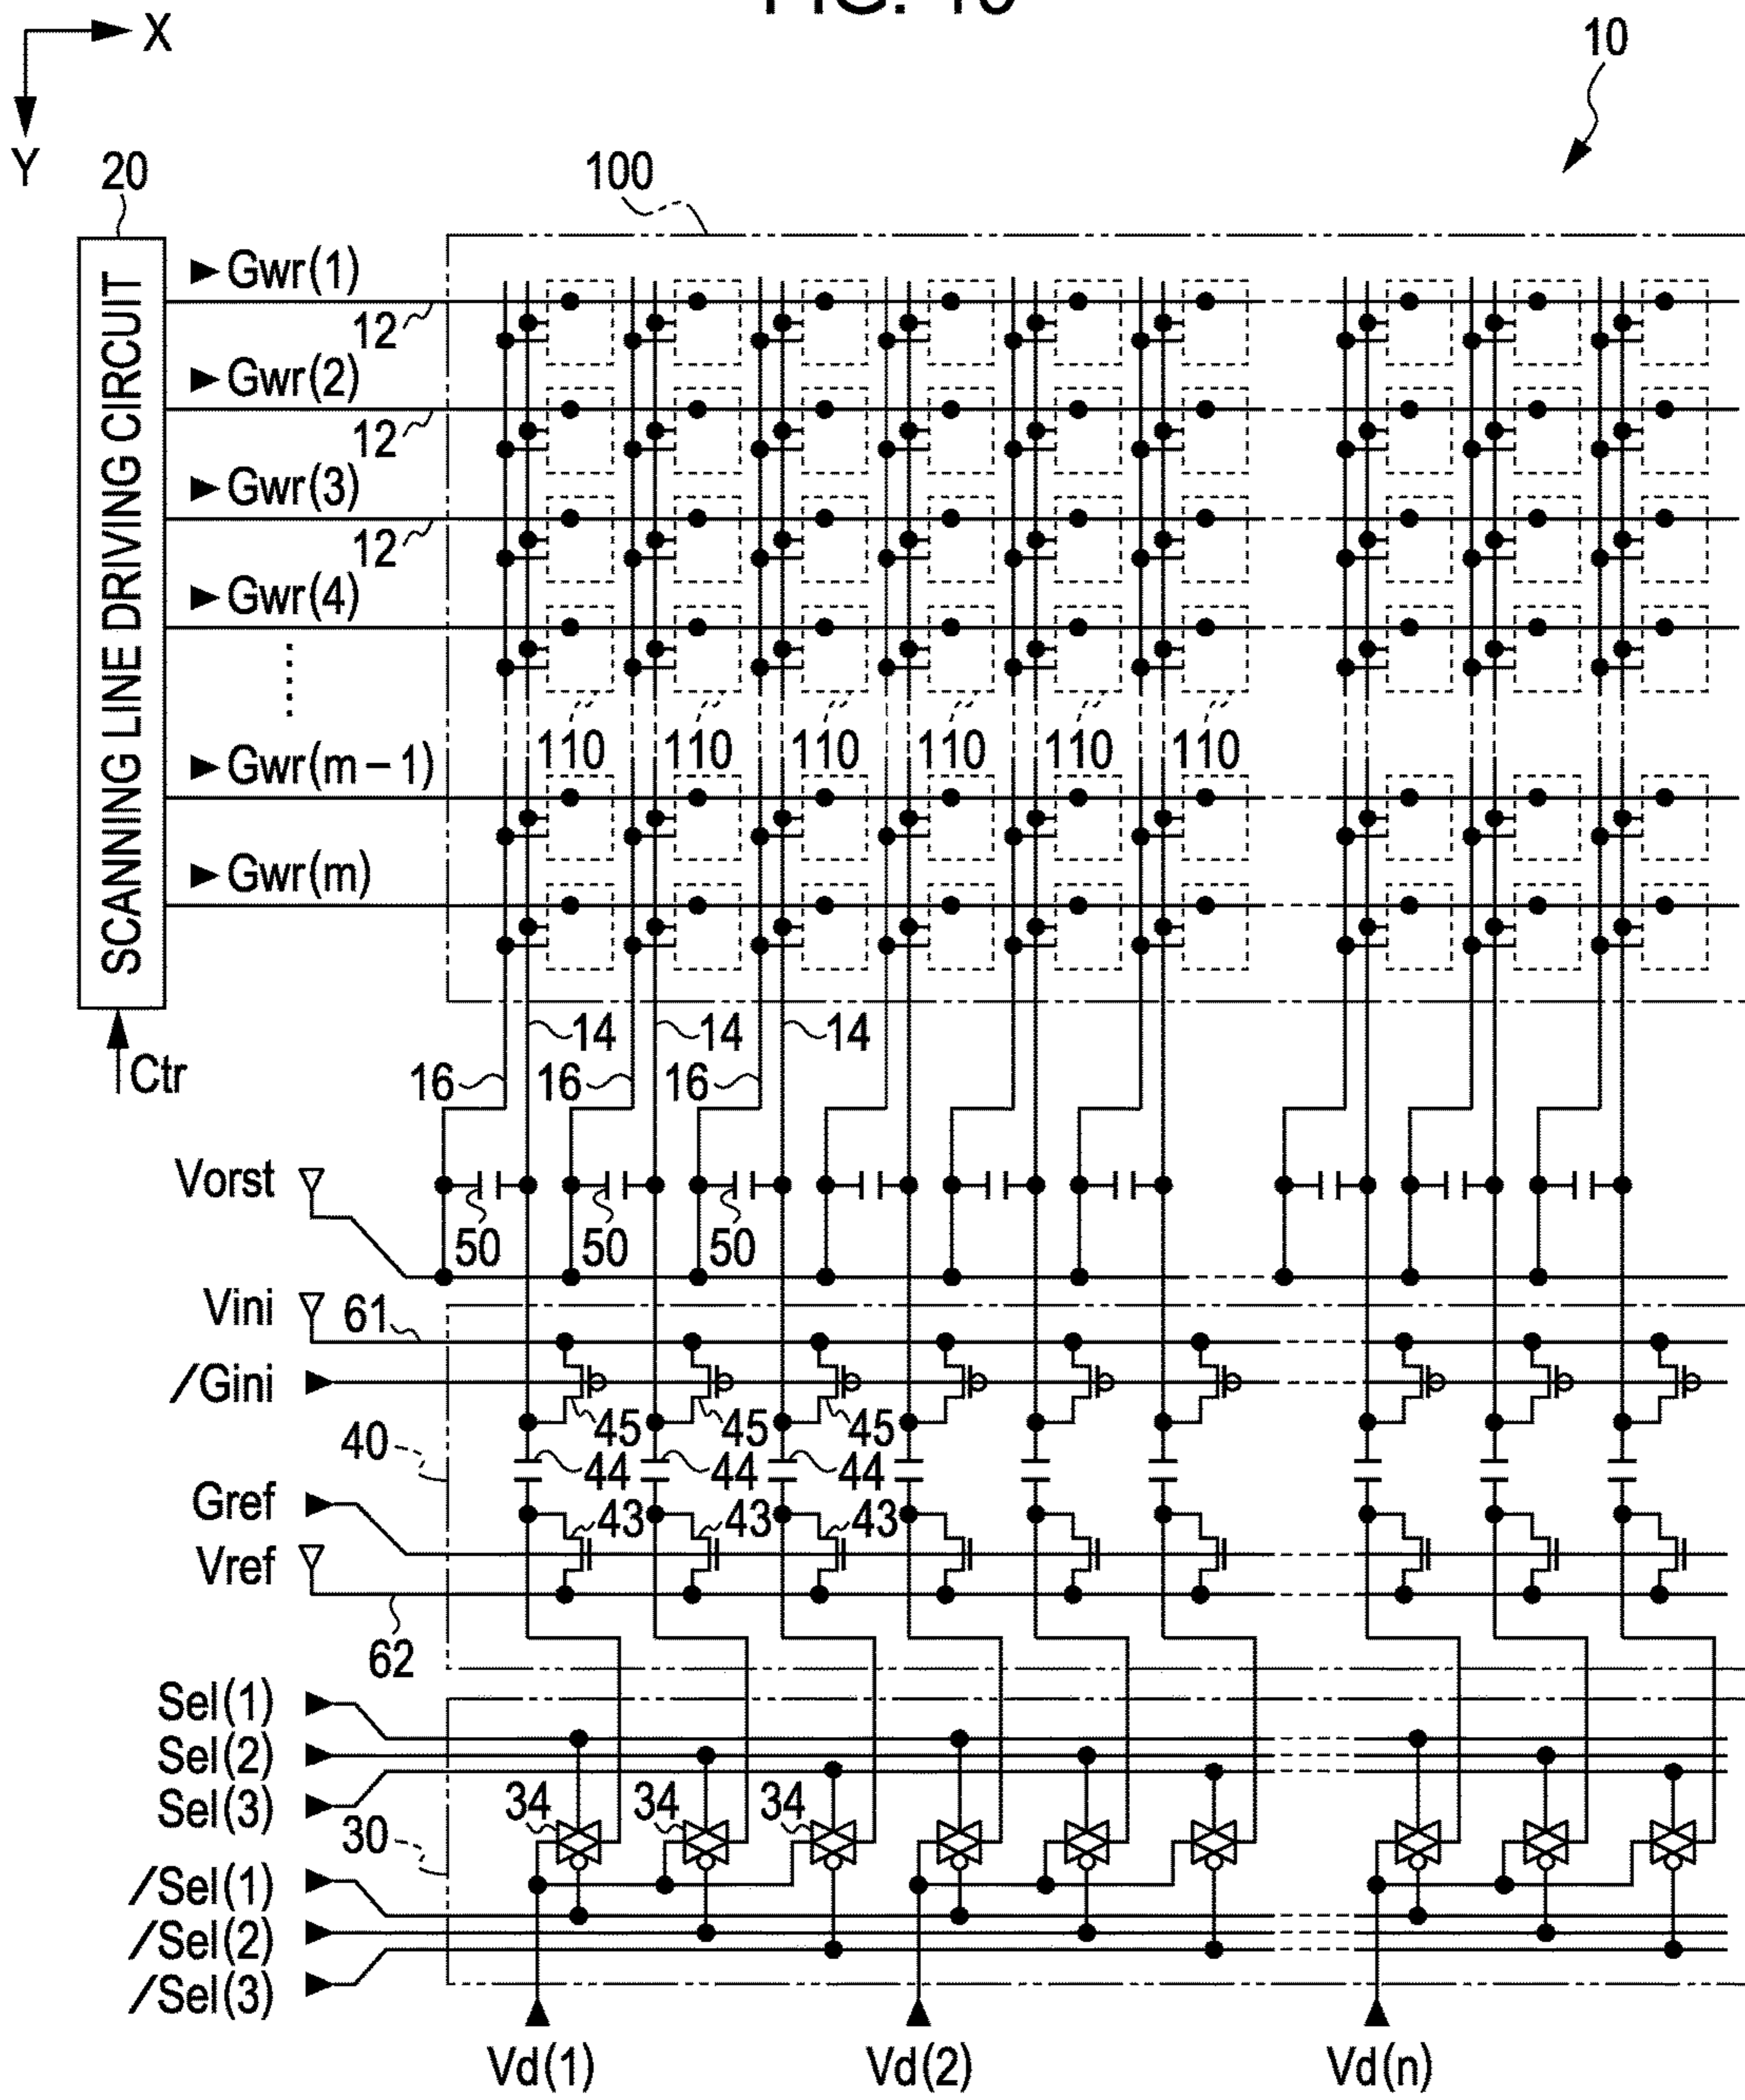 X
10
Y
20
100
SCANNING LINE DRIVING CIRCUIT
Gwr(1)
12
Gwr(2)
12
Gwr(3)
12
Gwr(4)
110 110 110 110 110 110
Gwr(m－1)
Gwr(m)
14 14 14
Ctr
16 16 16
Vorst
50 50 50
Vini
61
/Gini
45 45 45
40
44 44 44
Gref
43 43 43
Vref
62
Sel(1)
Sel(2)
Sel(3)
34 34 34
30
/Sel(1)
/Sel(2)
/Sel(3)
Vd(1) Vd(2) Vd(n)